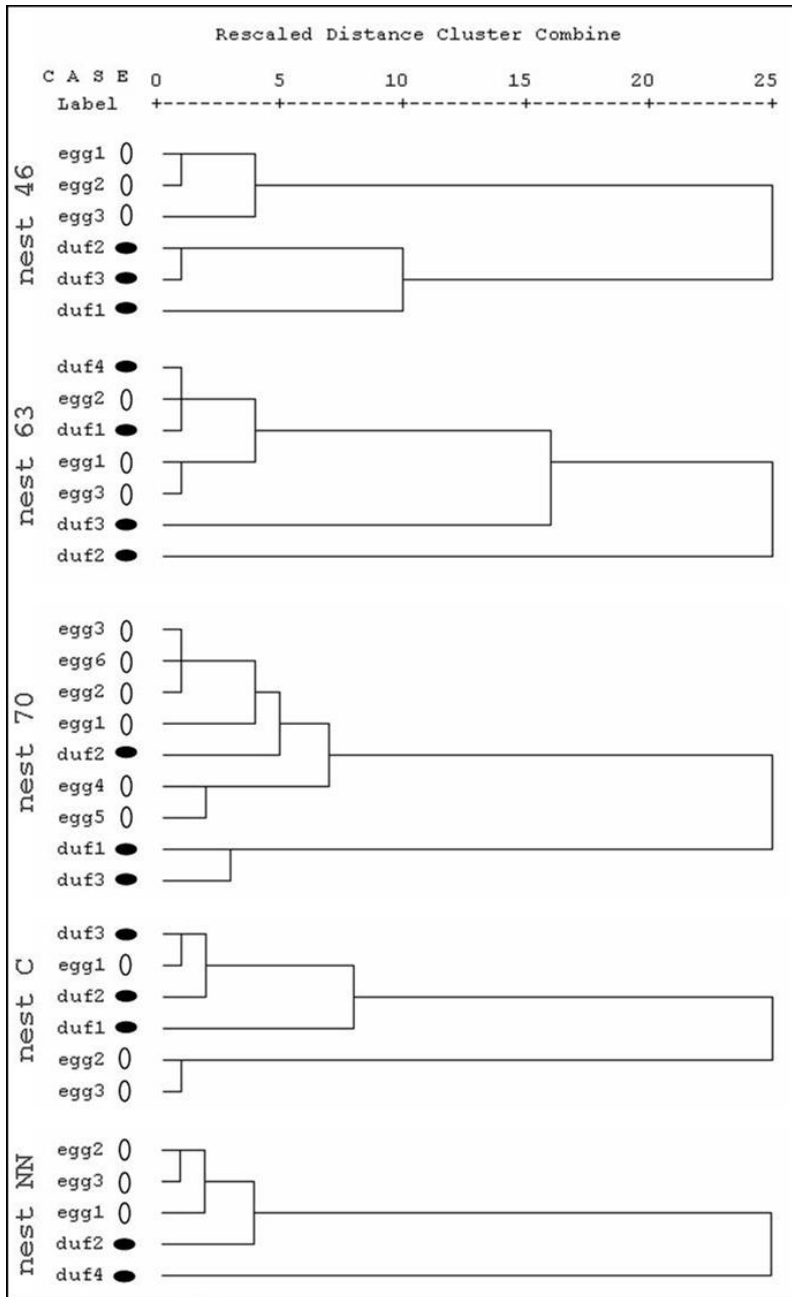 Rescaled Distance Cluster Combine
C A S E 0 5 10 15 20 25
Label +---------+---------+---------+---------+---------+
nest 46
egg1
egg2
egg3
duf2
duf3
duf1
nest 63
duf4
egg2
duf1
egg1
egg3
duf3
duf2
nest 70
egg3
egg6
egg2
egg1
duf2
egg4
egg5
duf1
duf3
nest C
duf3
egg1
duf2
duf1
egg2
egg3
nest NN
egg2
egg3
egg1
duf2
duf4